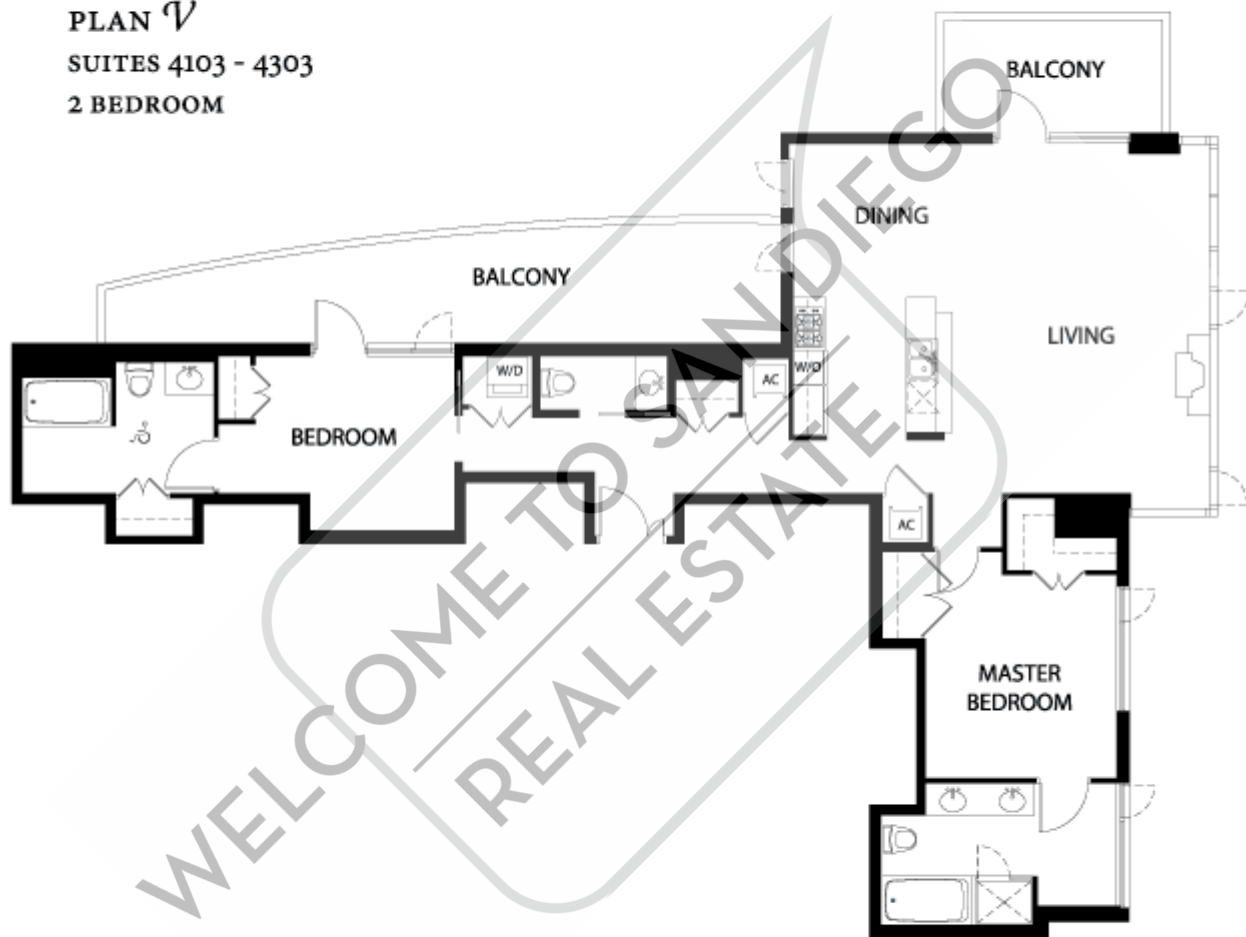 PLAN V
SUITES 4103 - 4303
2 BEDROOM
BALCONY
DINING
BALCONY
LIVING
W/D
AC
W/O
BEDROOM
AC
MASTER
BEDROOM
WELCOME TO SAN DIEGO
REAL ESTATE